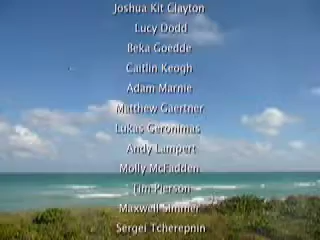 Joshua Kit Clayton
Lucy Dodd
Beka Goedde
Caitlin Keogh
Adam Marnie
Matthew Gaertner
Lukas Geronimas
Andy Lampert
Molly McFadden
Tim Pierson
Maxwell Simmer
Sergei Tcherepnin